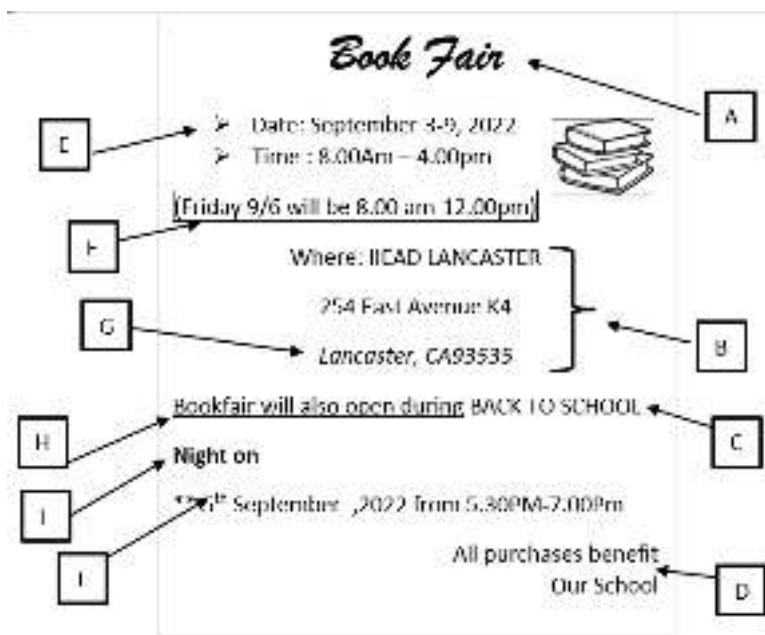 Book Fair
A
➢ Date: September 3-9, 2022
E
➢ Time : 8.00Am – 4.00pm
(Friday 9/6 will be 8.00 am 12.00pm)
F
Where: HEAD LANCASTER
254 East Avenue K4
G
B
Lancaster, CA93535
Bookfair will also open during BACK TO SCHOOL
H
C
Night on
I
September ,2022 from 5.30PM-7.00Pm
All purchases benefit
Our School
D